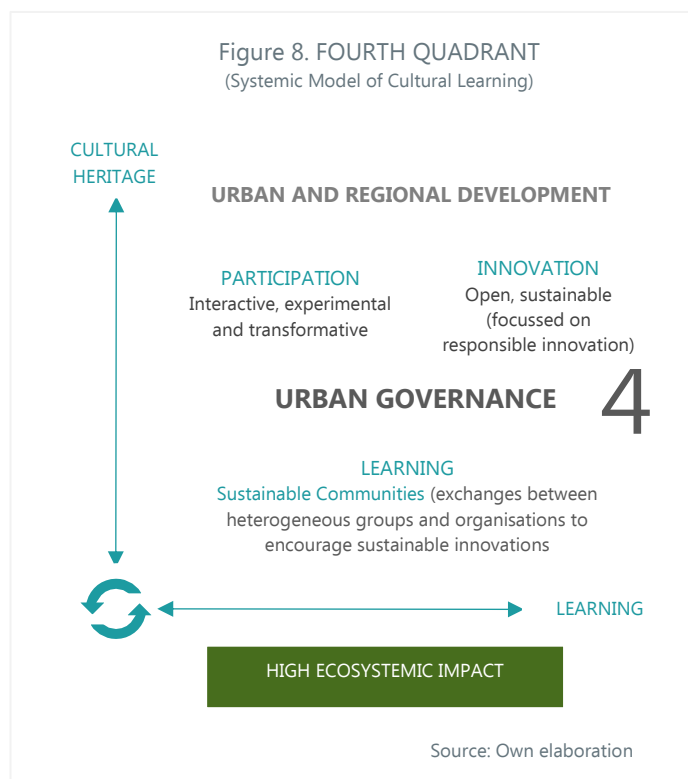 Figure 8. FOURTH QUADRANT
(Systemic Model of Cultural Learning)
CULTURAL
HERITAGE
URBAN AND REGIONAL DEVELOPMENT
PARTICIPATION
Interactive, experimental
and transformative
INNOVATION
Open, sustainable
(focussed on
responsible innovation)
URBAN GOVERNANCE
4
LEARNING
Sustainable Communities (exchanges between
heterogeneous groups and organisations to
encourage sustainable innovations
LEARNING
HIGH ECOSYSTEMIC IMPACT
Source: Own elaboration